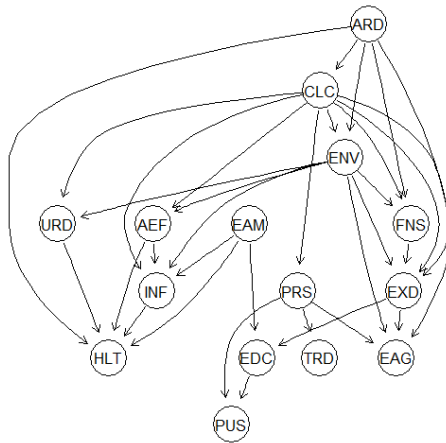 ARD
CLC
ENV
URD
AEF
EAM
FNS
INF
PRS
EXD
HLT
EDC
TRD
EAG
PUS